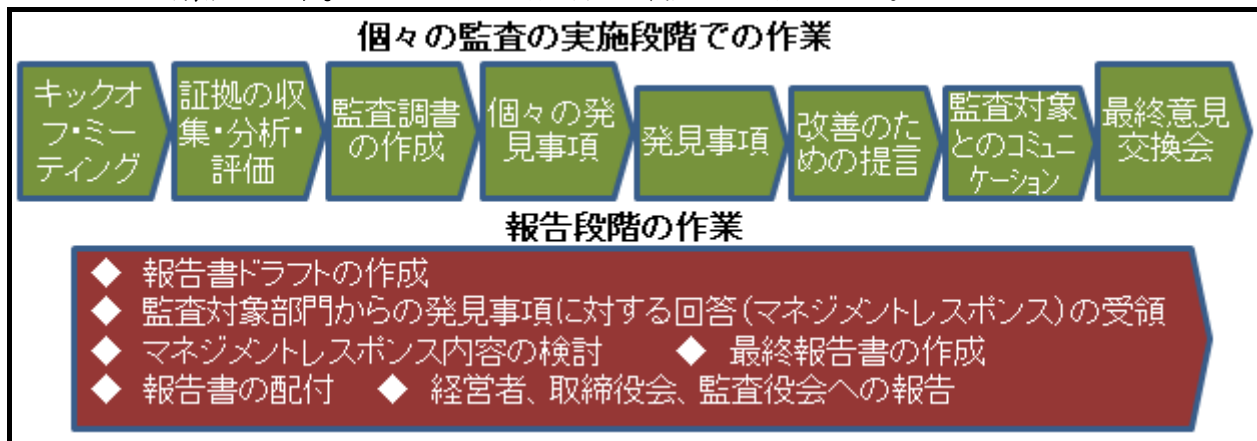 個々の監査の実施段階での作業
キックオ
フ・ミー
ティング
証拠の収
集・分析・
評価
監査調書
の作成
個々の発
見事項
発見事項
改善のた
めの提言
監査対象
とのコミュニ
ケーション
最終意見
交換会
報告段階の作業
◆ 報告書ドラフトの作成
◆ 監査対象部門からの発見事項に対する回答(マネジメントレスポンス)の受領
◆ マネジメントレスポンス内容の検討 ◆ 最終報告書の作成
◆ 報告書の配付 ◆ 経営者、取締役会、監査役会への報告